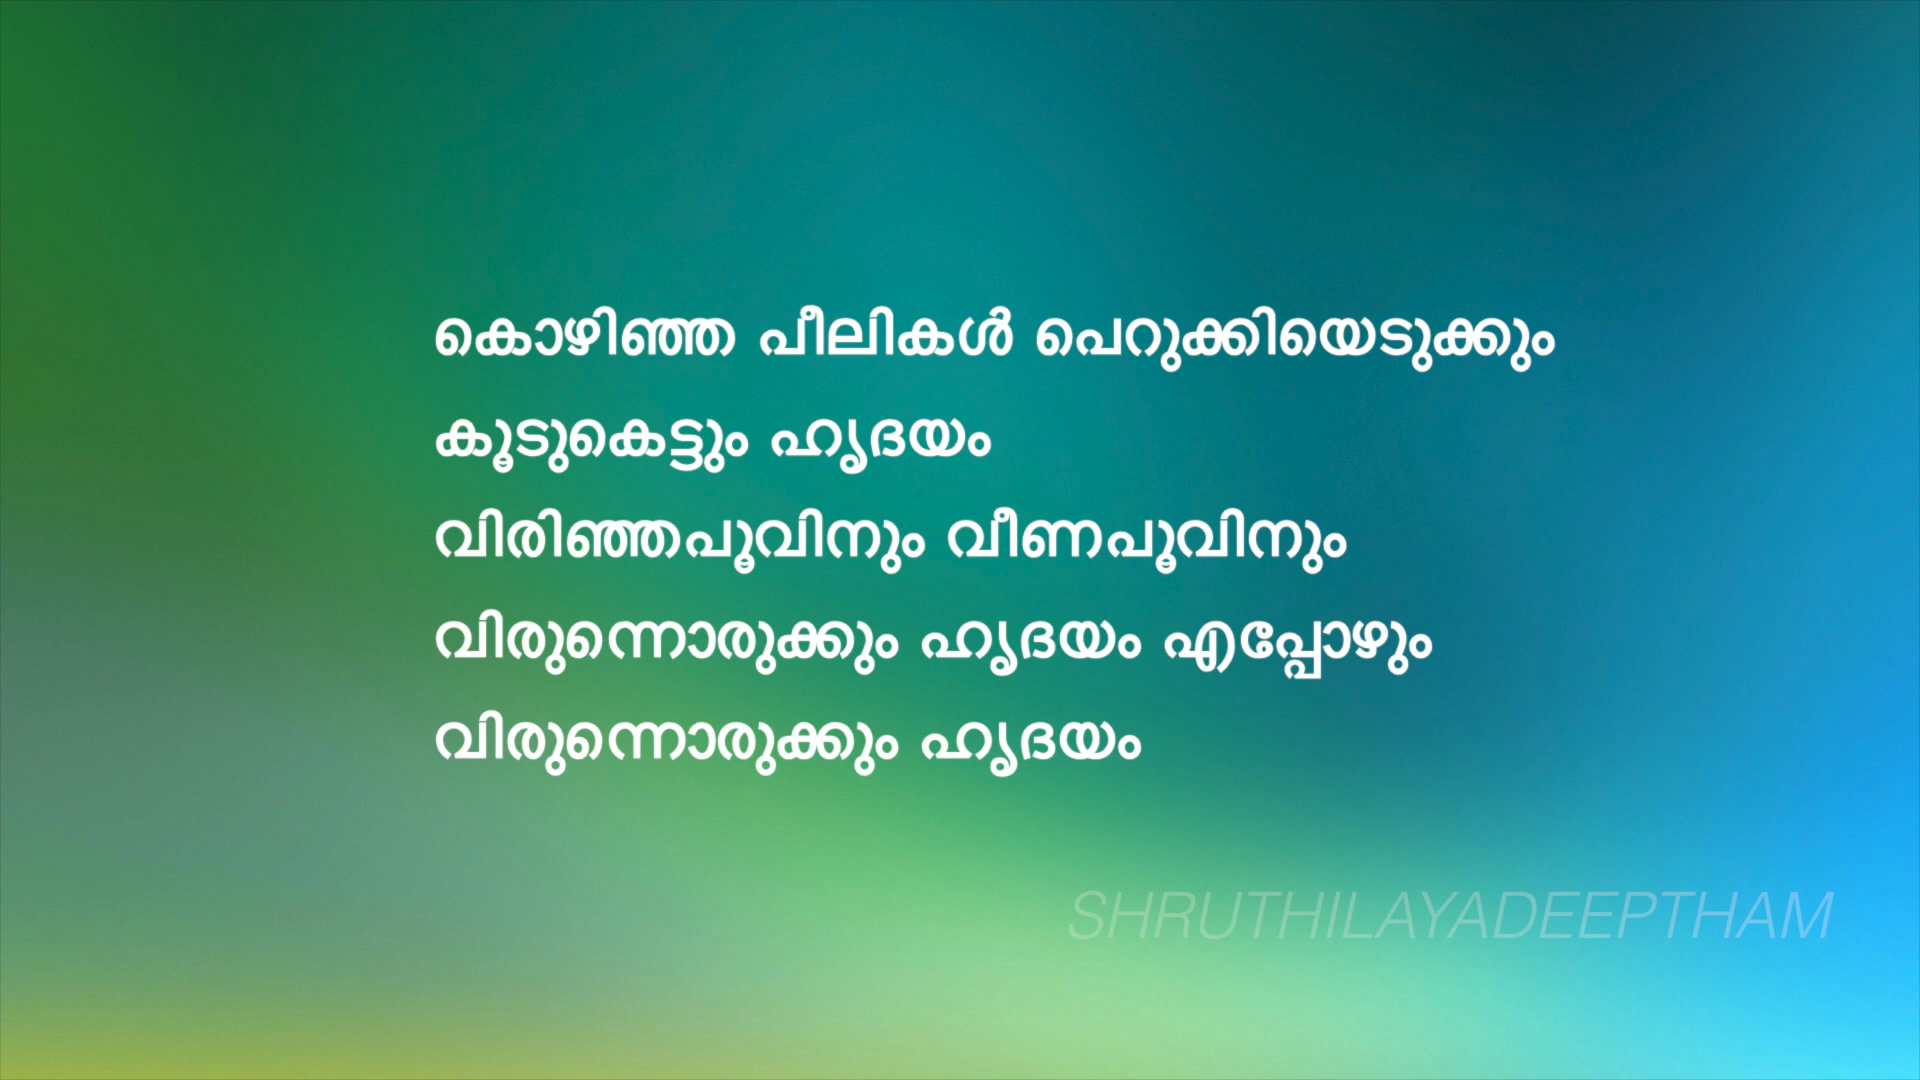 കൊഴിഞ്ഞ പീലികൾ പെറുക്കിയെടുക്കും
കൂടുകെട്ടും ഹൃദയം
വിരിഞ്ഞപൂവിനും വീണപൂവിനും
വിരുന്നൊരുക്കും ഹൃദയം എപ്പോഴും
വിരുന്നൊരുക്കും ഹൃദയം
SHRUTHILAYADEEPTHAM